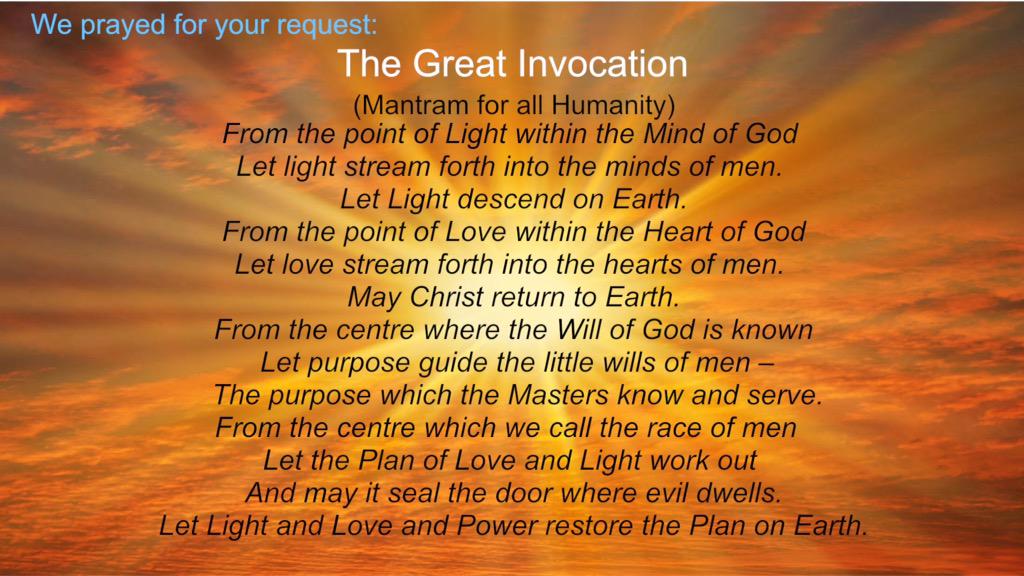 We prayed for your request:
The Great Invocation
(Mantram for all Humanity)
From the point of Light within the Mind of God
Let light stream forth into the minds of men.
Let Light descend on Earth.
From the point of Love within the Heart of God
Let love stream forth into the hearts of men.
May Christ return to Earth.
From the centre where the Will of God is known
Let purpose guide the little wills of men –
The purpose which the Masters know and serve.
From the centre which we call the race of men
Let the Plan of Love and Light work out
And may it seal the door where evil dwells.
Let Light and Love and Power restore the Plan on Earth.